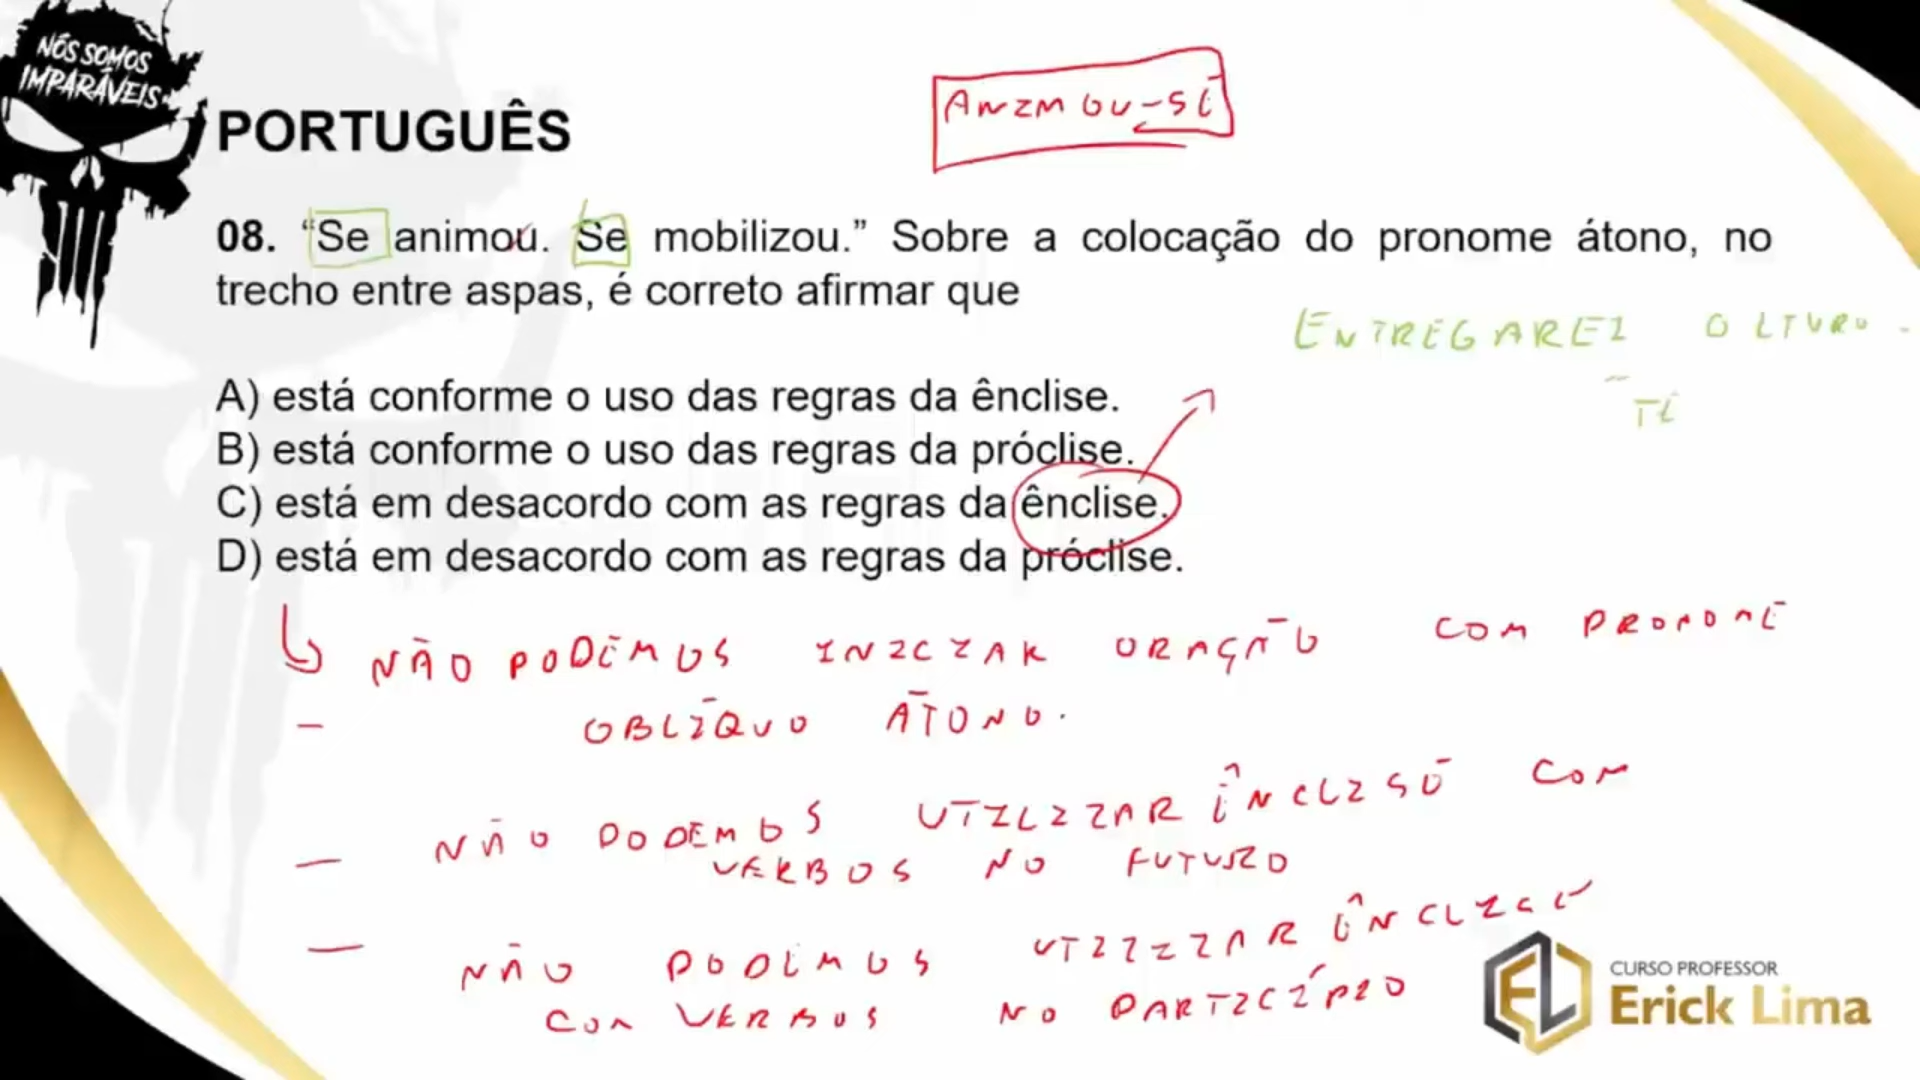 NÓS SOMOS
IMPARÁVEIS
PORTUGUÊS
ANIMOU-SE
08. “Se animou. Se mobilizou.” Sobre a colocação do pronome átono, no
trecho entre aspas, é correto afirmar que
ENTREGAREI O LIVRO.
- TE
A) está conforme o uso das regras da ênclise.
B) está conforme o uso das regras da próclise.
C) está em desacordo com as regras da ênclise.
D) está em desacordo com as regras da próclise.
NÃO PODEMOS INICIAR ORAÇÃO COM PRONOME
- OBLÍQUO ÁTONO.
- NÃO PODEMOS UTILIZAR ÊNCLISE COM
VERBOS NO FUTURO
- NÃO PODEMOS UTILIZAR ÊNCLISE
COM VERBOS NO PARTICÍPIO
CURSO PROFESSOR
Erick Lima